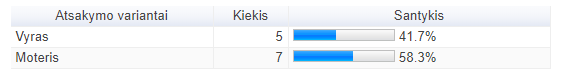 Atsakymo variantai Kiekis Santykis
Vyras 5 41.7%
Moteris 7 58.3%